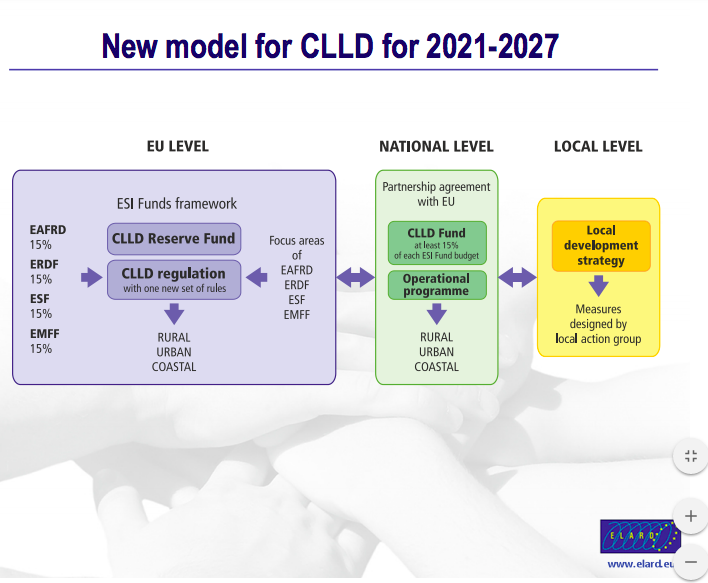 New model for CLLD for 2021-2027
EU LEVEL
ESI Funds framework
EAFRD
15%
ERDF
15%
ESF
15%
EMFF
15%
CLLD Reserve Fund
CLLD regulation
with one new set of rules
RURAL
URBAN
COASTAL
Focus areas
of
EAFRD
ERDF
ESF
EMFF
NATIONAL LEVEL
Partnership agreement
with EU
CLLD Fund
at least 15%
of each ESI Fund budget
Operational
programme
RURAL
URBAN
COASTAL
LOCAL LEVEL
Local
development
strategy
Measures
designed by
local action group
ELARD
www.elard.eu